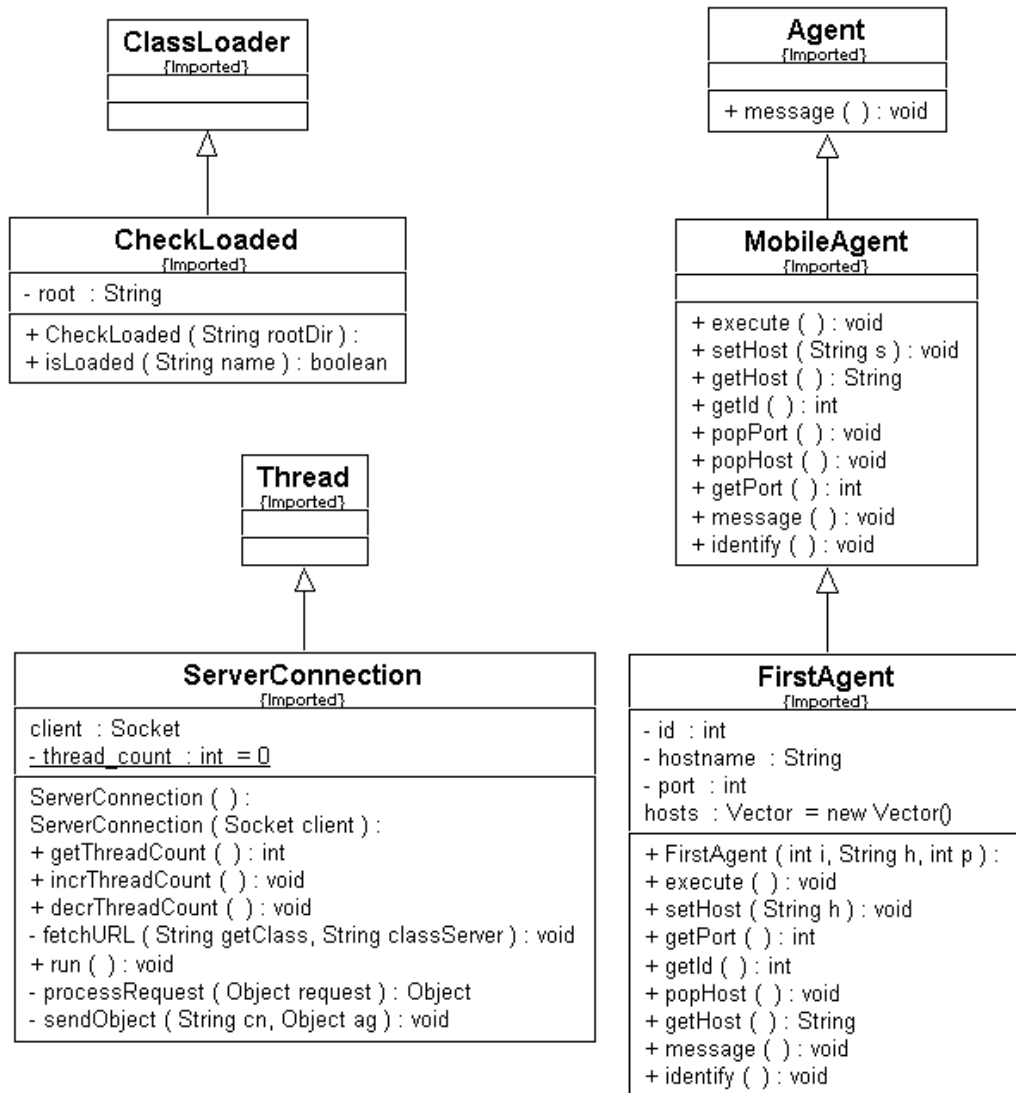 ClassLoader
{Imported}
CheckLoaded
{Imported}
- root : String
+ CheckLoaded ( String rootDir ) :
+ isLoaded ( String name ) : boolean
Thread
{Imported}
ServerConnection
{Imported}
client : Socket
- thread_count : int = 0
ServerConnection ( ) :
ServerConnection ( Socket client ) :
+ getThreadCount ( ) : int
+ incrThreadCount ( ) : void
+ decrThreadCount ( ) : void
- fetchURL ( String getClass, String classServer ) : void
+ run ( ) : void
- processRequest ( Object request ) : Object
- sendObject ( String cn, Object ag ) : void
Agent
{Imported}
+ message ( ) : void
MobileAgent
{Imported}
+ execute ( ) : void
+ setHost ( String s ) : void
+ getHost ( ) : String
+ getId ( ) : int
+ popPort ( ) : void
+ popHost ( ) : void
+ getPort ( ) : int
+ message ( ) : void
+ identify ( ) : void
FirstAgent
{Imported}
- id : int
- hostname : String
- port : int
hosts : Vector = new Vector()
+ FirstAgent ( int i, String h, int p ) :
+ execute ( ) : void
+ setHost ( String h ) : void
+ getPort ( ) : int
+ getId ( ) : int
+ popHost ( ) : void
+ getHost ( ) : String
+ message ( ) : void
+ identify ( ) : void